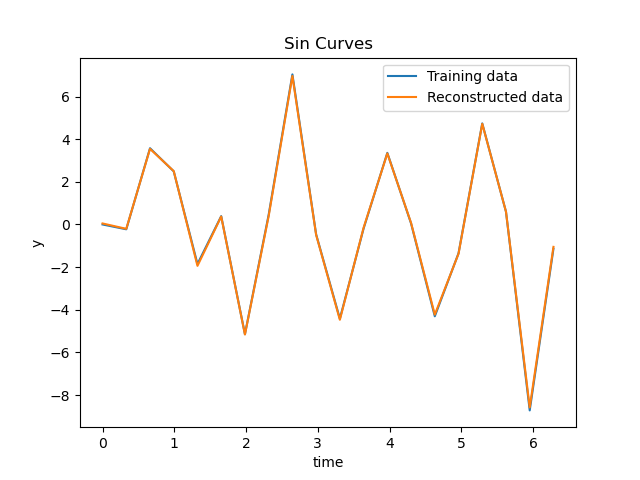 Sin Curves
Training data
Reconstructed data
y
6
4
2
0
−2
−4
−6
−8
0 1 2 3 4 5 6
time